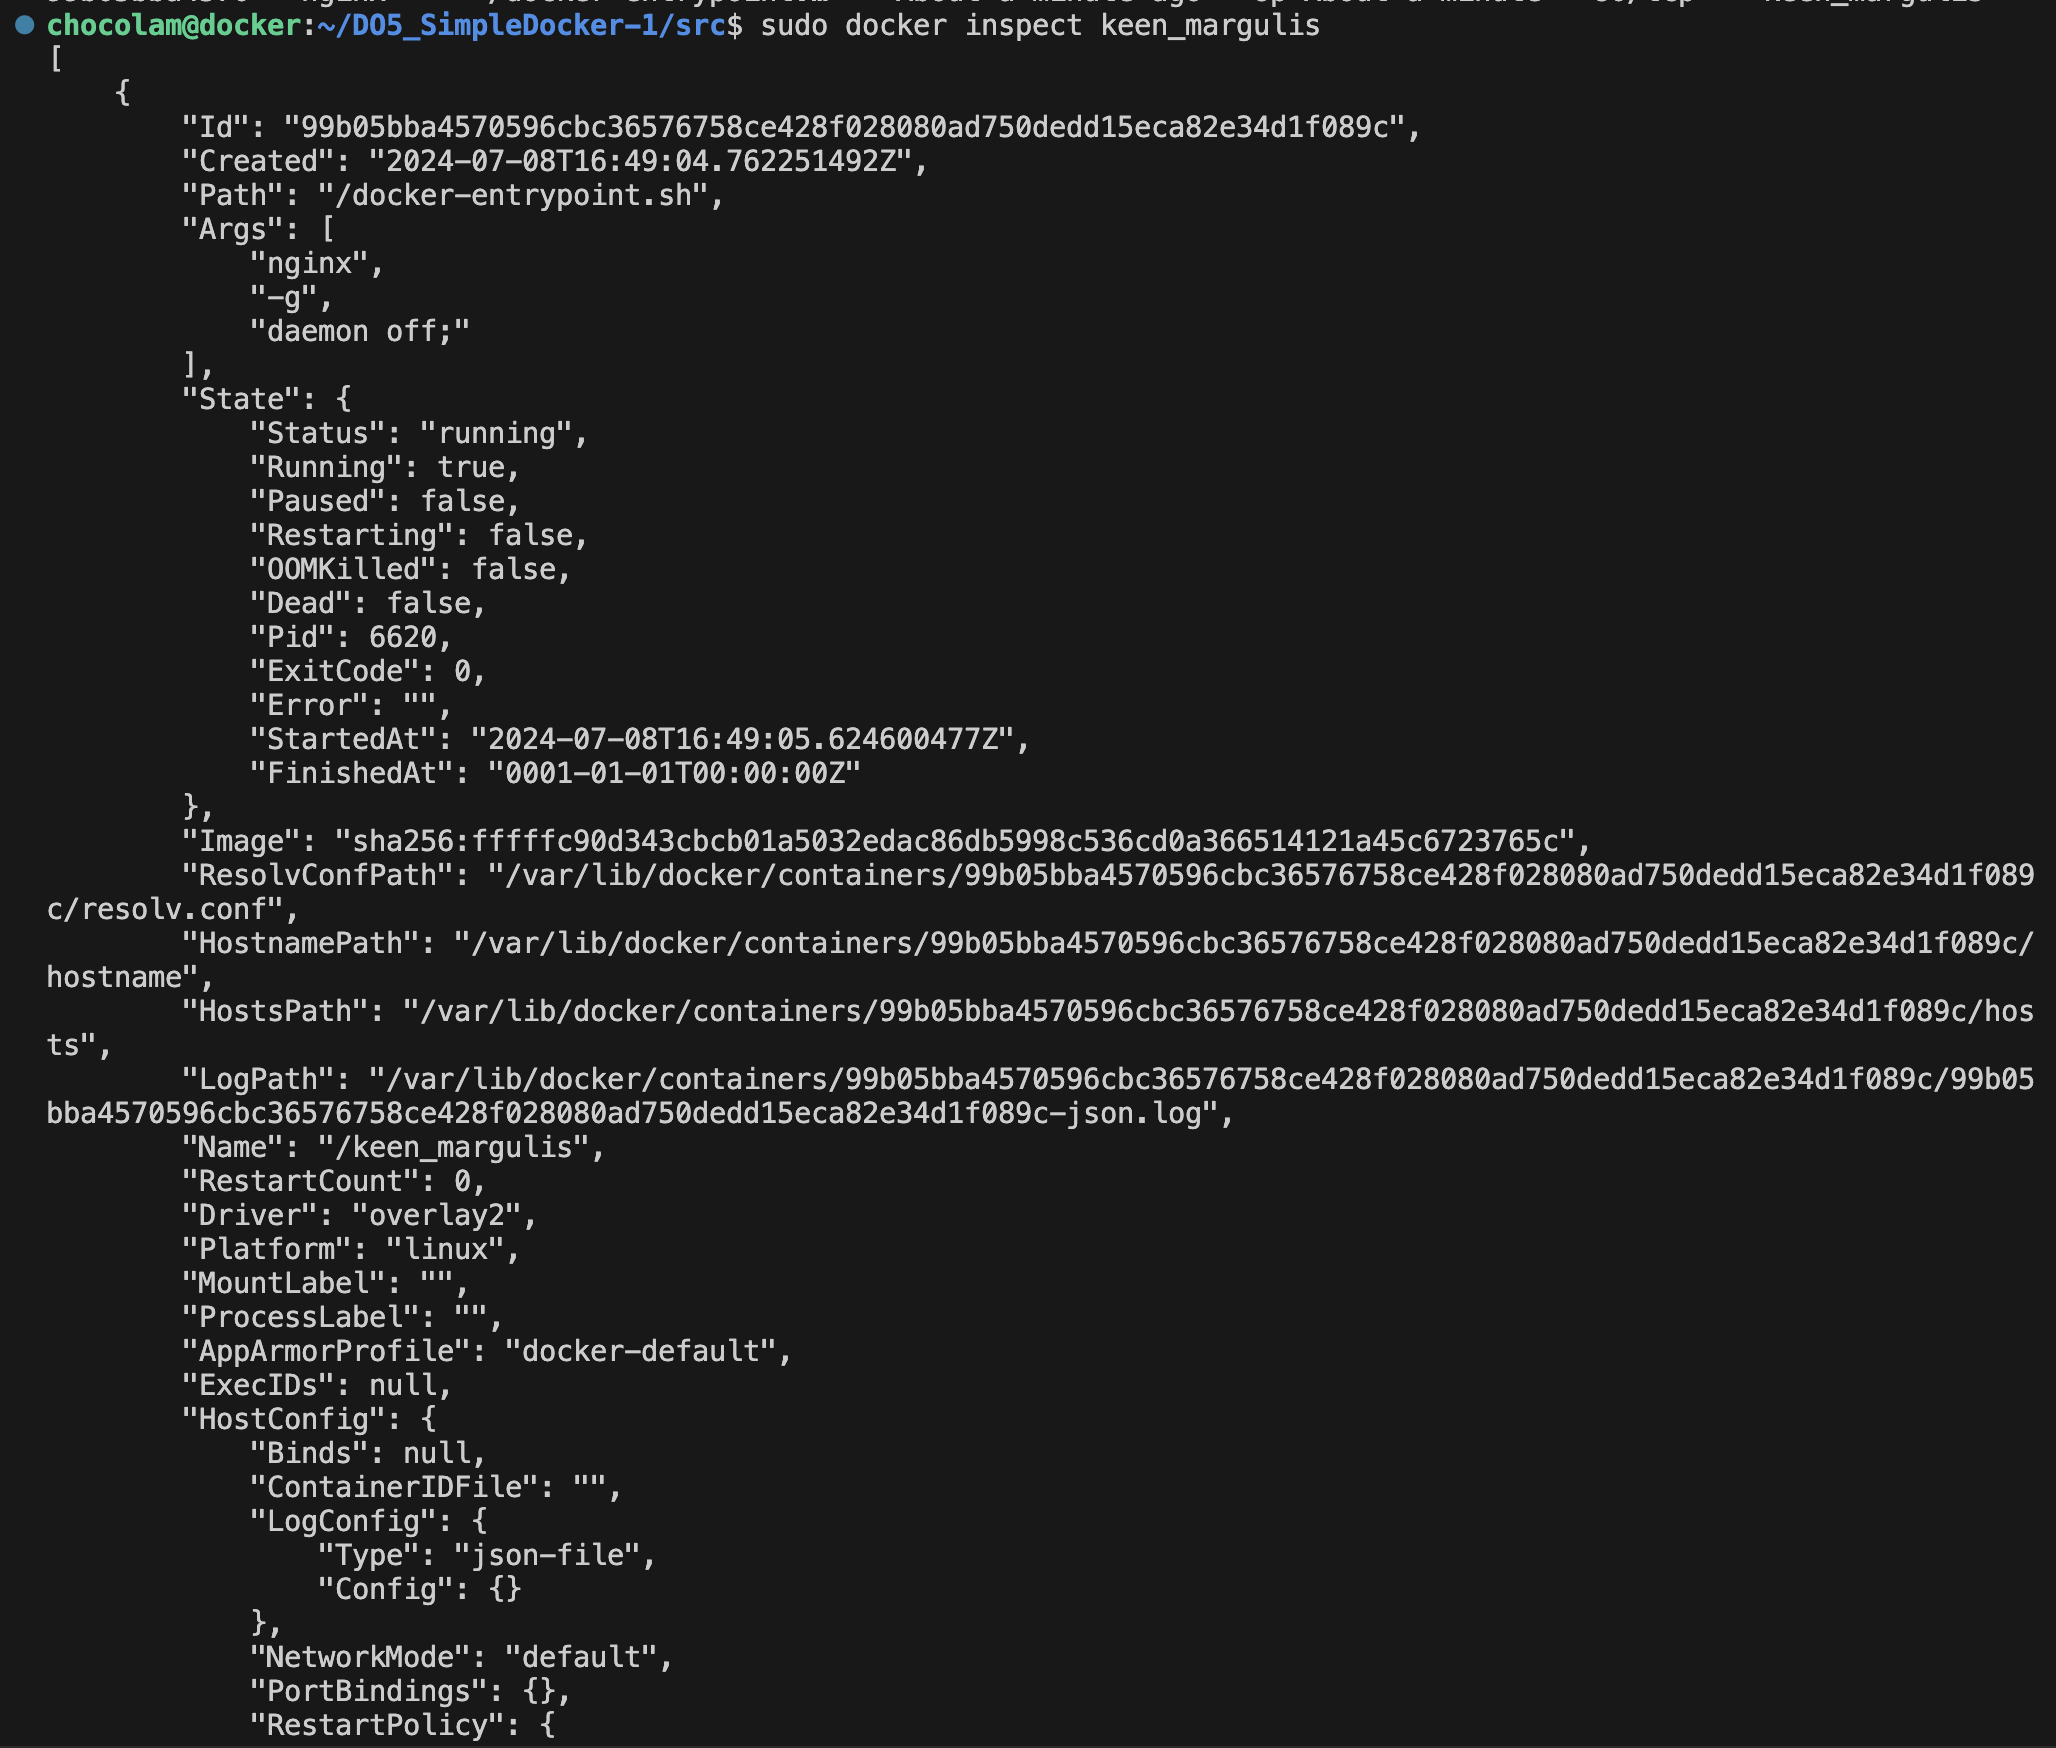 chocolam@docker:~/DO5_SimpleDocker-1/src$ sudo docker inspect keen_margulis
[
    {
        "Id": "99b05bba4570596cbc36576758ce428f028080ad750dedd15eca82e34d1f089c",
        "Created": "2024-07-08T16:49:04.762251492Z",
        "Path": "/docker-entrypoint.sh",
        "Args": [
            "nginx",
            "-g",
            "daemon off;"
        ],
        "State": {
            "Status": "running",
            "Running": true,
            "Paused": false,
            "Restarting": false,
            "OOMKilled": false,
            "Dead": false,
            "Pid": 6620,
            "ExitCode": 0,
            "Error": "",
            "StartedAt": "2024-07-08T16:49:05.624600477Z",
            "FinishedAt": "0001-01-01T00:00:00Z"
        },
        "Image": "sha256:fffffc90d343cbcb01a5032edac86db5998c536cd0a366514121a45c6723765c",
        "ResolvConfPath": "/var/lib/docker/containers/99b05bba4570596cbc36576758ce428f028080ad750dedd15eca82e34d1f089
c/resolv.conf",
        "HostnamePath": "/var/lib/docker/containers/99b05bba4570596cbc36576758ce428f028080ad750dedd15eca82e34d1f089c/
hostname",
        "HostsPath": "/var/lib/docker/containers/99b05bba4570596cbc36576758ce428f028080ad750dedd15eca82e34d1f089c/hos
ts",
        "LogPath": "/var/lib/docker/containers/99b05bba4570596cbc36576758ce428f028080ad750dedd15eca82e34d1f089c/99b05
bba4570596cbc36576758ce428f028080ad750dedd15eca82e34d1f089c-json.log",
        "Name": "/keen_margulis",
        "RestartCount": 0,
        "Driver": "overlay2",
        "Platform": "linux",
        "MountLabel": "",
        "ProcessLabel": "",
        "AppArmorProfile": "docker-default",
        "ExecIDs": null,
        "HostConfig": {
            "Binds": null,
            "ContainerIDFile": "",
            "LogConfig": {
                "Type": "json-file",
                "Config": {}
            },
            "NetworkMode": "default",
            "PortBindings": {},
            "RestartPolicy": {